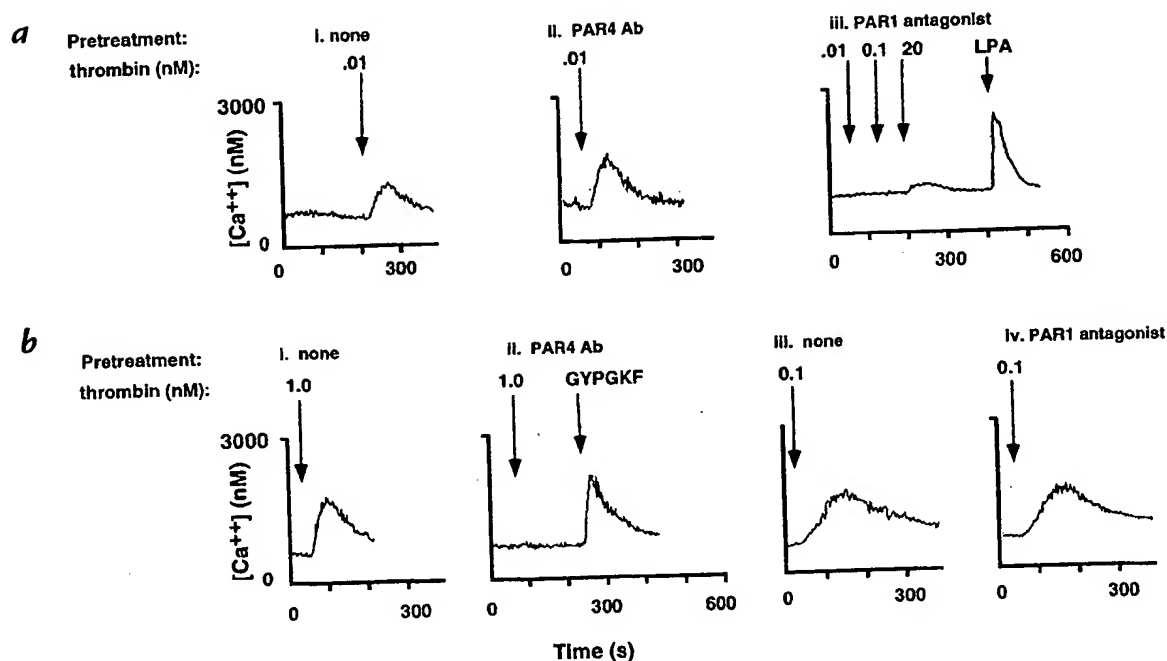 a
Pretreatment: i. none ii. PAR4 Ab iii. PAR1 antagonist
thrombin (nM): .01 .01 .01 0.1 20 LPA
[Ca++] (nM)
3000
0
0 300 0 300 0 300 600
b
Pretreatment: i. none ii. PAR4 Ab iii. none iv. PAR1 antagonist
thrombin (nM): 1.0 1.0 GYPGKF 0.1 0.1
[Ca++] (nM)
3000
0
0 300 0 300 600 0 300 0 300
Time (s)